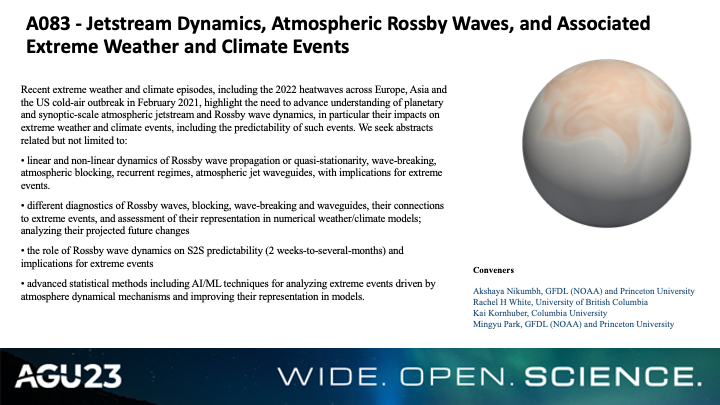 A083 - Jetstream Dynamics, Atmospheric Rossby Waves, and Associated
Extreme Weather and Climate Events
Recent extreme weather and climate episodes, including the 2022 heatwaves across Europe, Asia and
the US cold-air outbreak in February 2021, highlight the need to advance understanding of planetary
and synoptic-scale atmospheric jetstream and Rossby wave dynamics, in particular their impacts on
extreme weather and climate events, including the predictability of such events. We seek abstracts
related but not limited to:
• linear and non-linear dynamics of Rossby wave propagation or quasi-stationarity, wave-breaking,
atmospheric blocking, recurrent regimes, atmospheric jet waveguides, with implications for extreme
events.
• different diagnostics of Rossby waves, blocking, wave-breaking and waveguides, their connections
to extreme events, and assessment of their representation in numerical weather/climate models;
analyzing their projected future changes
• the role of Rossby wave dynamics on S2S predictability (2 weeks-to-several-months) and
implications for extreme events
• advanced statistical methods including AI/ML techniques for analyzing extreme events driven by
atmosphere dynamical mechanisms and improving their representation in models.
Conveners
Akshaya Nikumbh, GFDL (NOAA) and Princeton University
Rachel H White, University of British Columbia
Kai Kornhuber, Columbia University
Mingyu Park, GFDL (NOAA) and Princeton University
AGU23
WIDE. OPEN. SCIENCE.